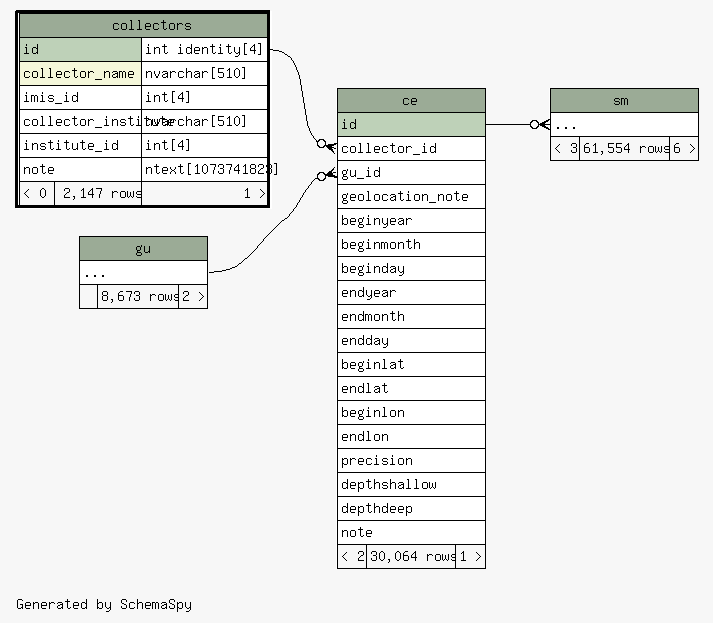 collectors
id int identity[4]
collector_name nvarchar[510]
imis_id int[4]
collector_institute nvarchar[510]
institute_id int[4]
note ntext[1073741823]
< 0 2,147 rows 1 >
gu
...
8,673 rows 2 >
ce
id
collector_id
gu_id
geolocation_note
beginyear
beginmonth
beginday
endyear
endmonth
endday
beginlat
endlat
beginlon
endlon
precision
depthshallow
depthdeep
note
< 2 30,064 rows 1 >
sm
...
< 3 61,554 rows 6 >
Generated by SchemaSpy